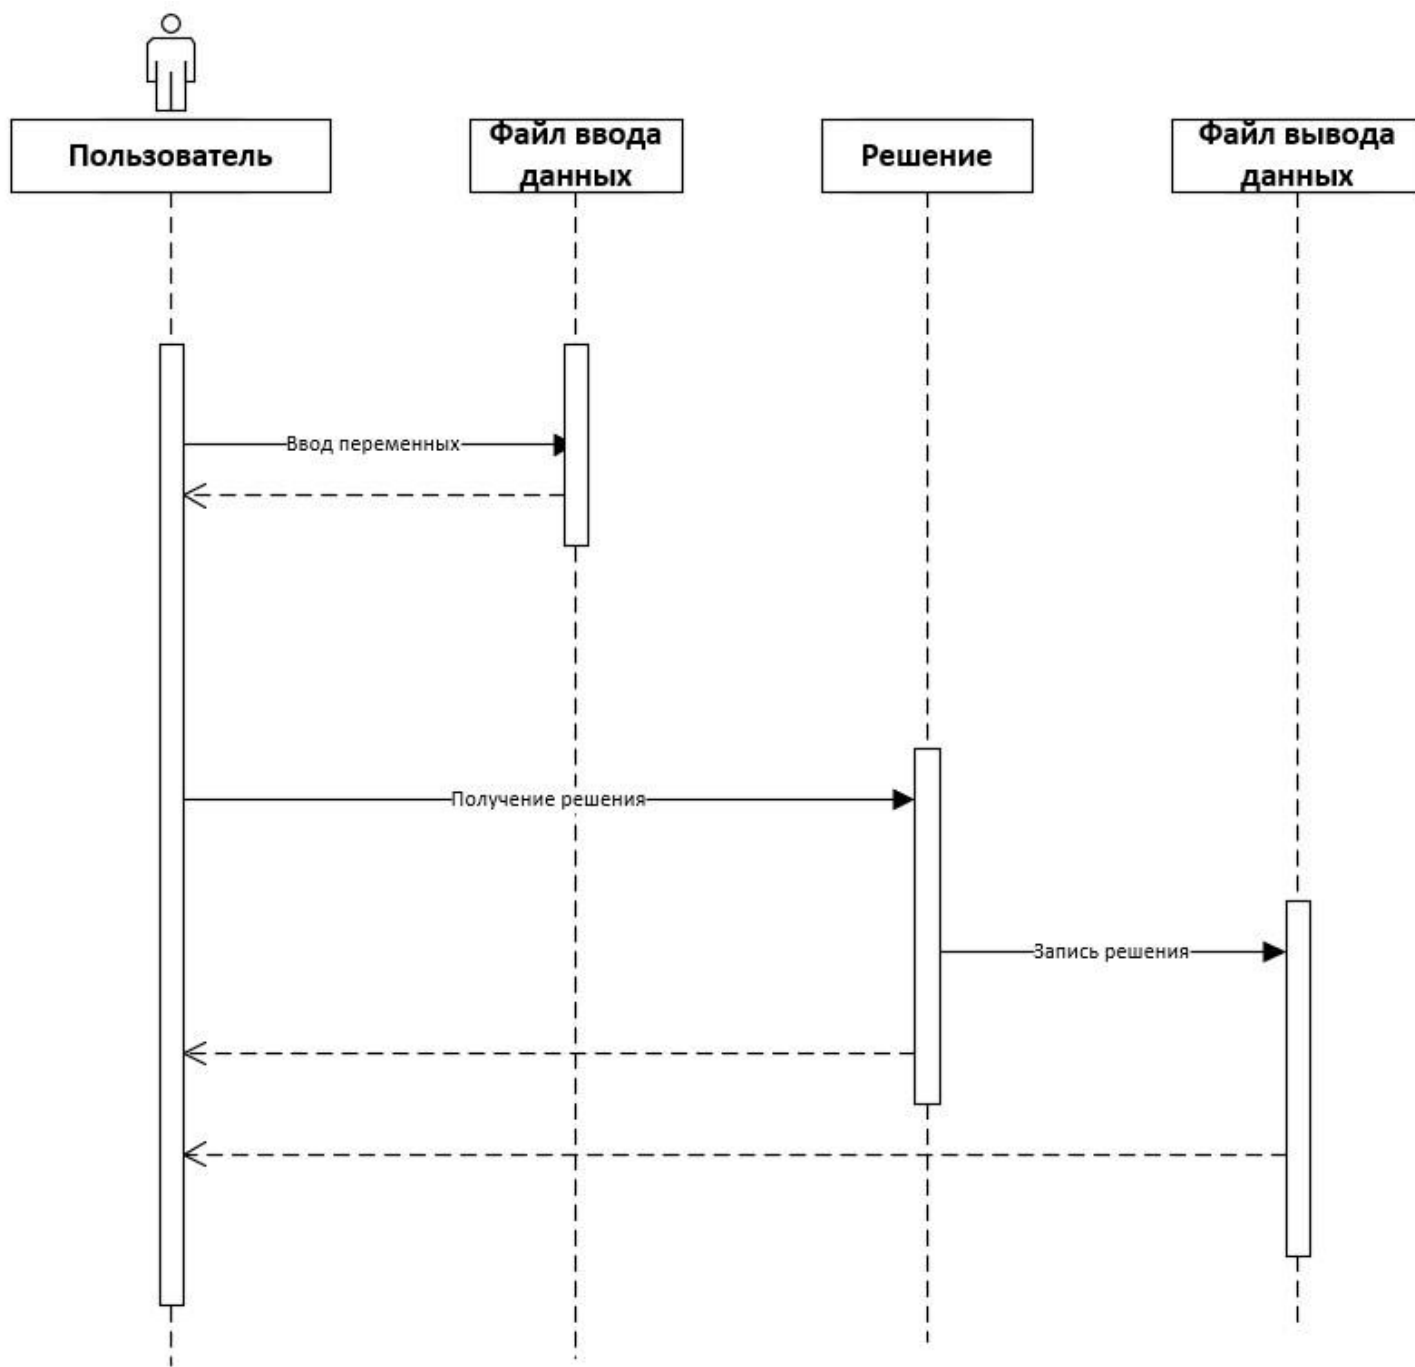 Пользователь
Файл ввода
данных
Решение
Файл вывода
данных
Ввод переменных
Получение решения
Запись решения